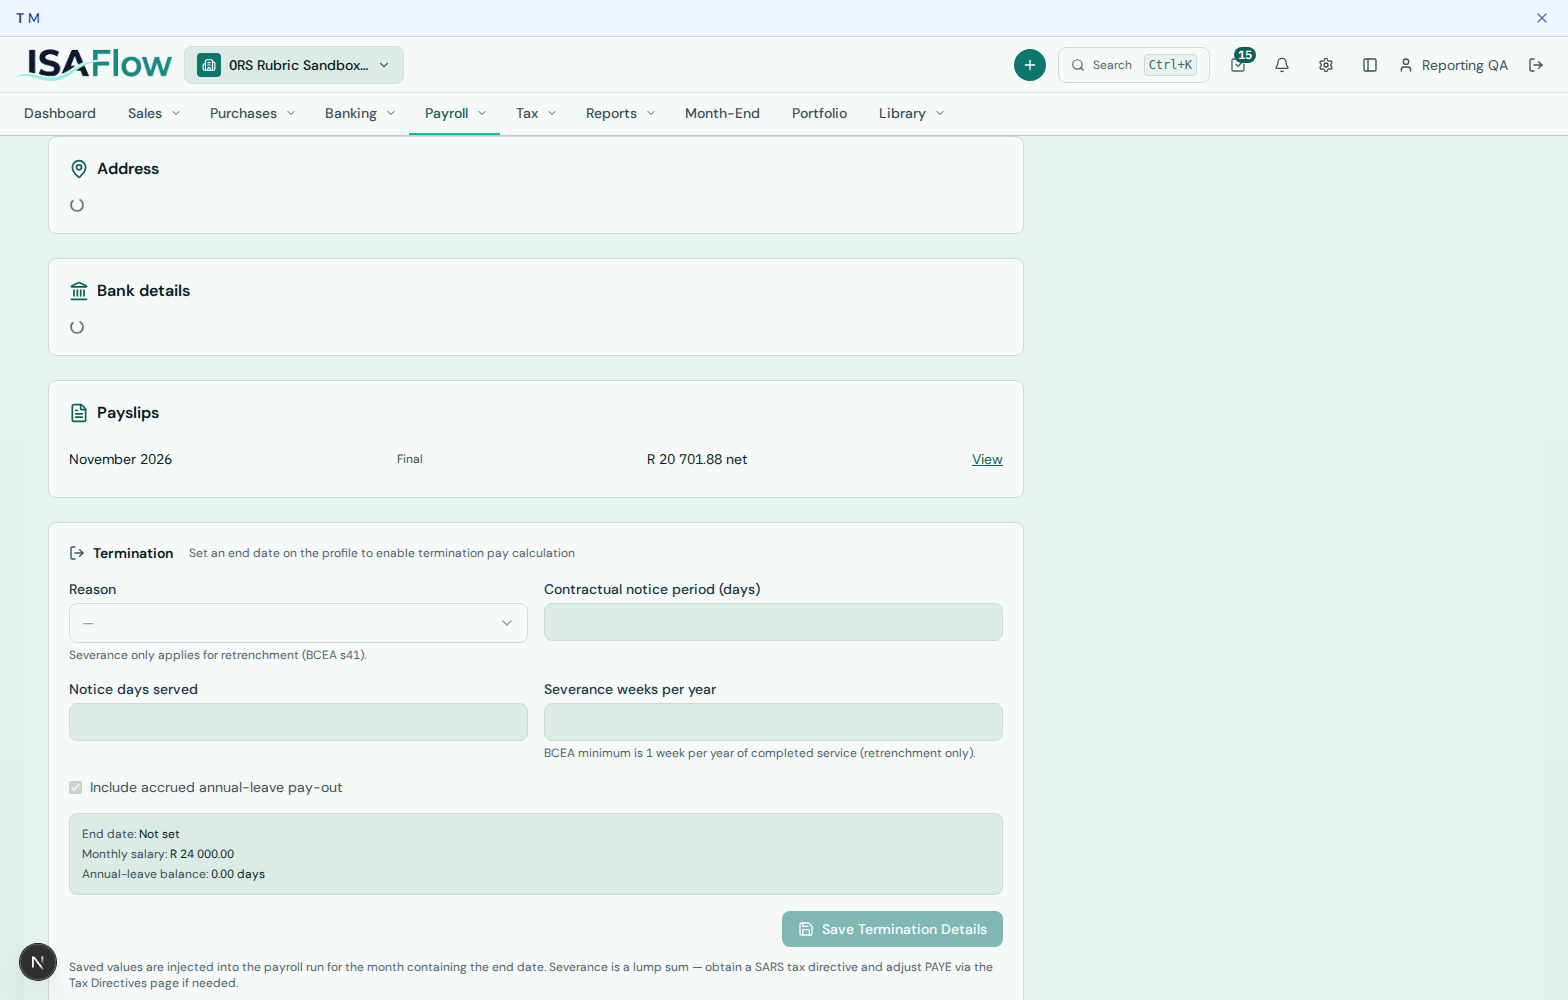 T M
ISAFlow
0RS Rubric Sandbox...
Search Ctrl+K
15
Reporting QA
Dashboard Sales Purchases Banking Payroll Tax Reports Month-End Portfolio Library
Address
Bank details
Payslips
November 2026 Final R 20 701.88 net View
Termination Set an end date on the profile to enable termination pay calculation
Reason Contractual notice period (days)
—
Severance only applies for retrenchment (BCEA s41).
Notice days served Severance weeks per year
BCEA minimum is 1 week per year of completed service (retrenchment only).
Include accrued annual-leave pay-out
End date: Not set
Monthly salary: R 24 000.00
Annual-leave balance: 0.00 days
Save Termination Details
N
Saved values are injected into the payroll run for the month containing the end date. Severance is a lump sum — obtain a SARS tax directive and adjust PAYE via the
Tax Directives page if needed.